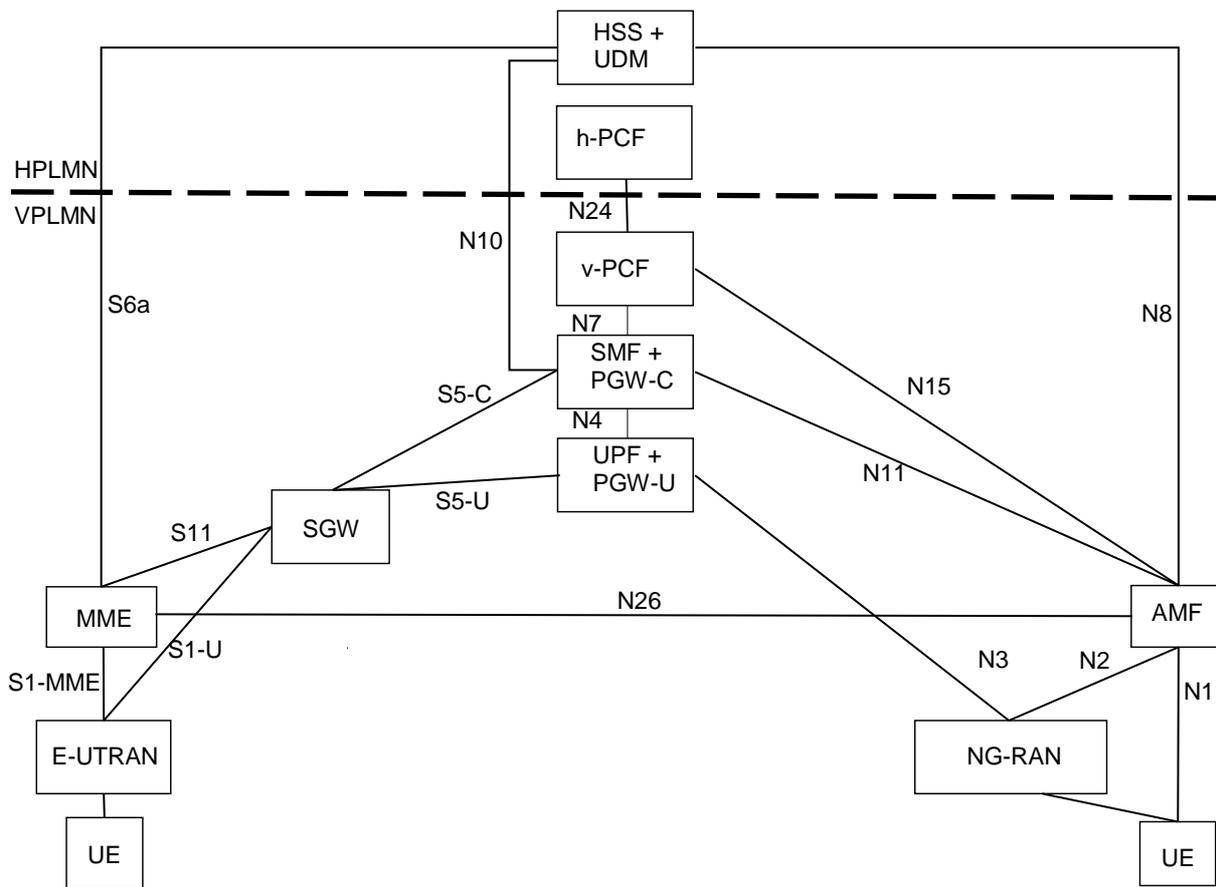 HSS +
UDM
h-PCF
HPLMN
VPLMN
N24
N10
v-PCF
S6a
N8
N7
SMF +
PGW-C
S5-C
N15
N4
UPF +
PGW-U
N11
S5-U
S11
SGW
N26
MME
AMF
S1-U
N3
N2
S1-MME
N1
E-UTRAN
NG-RAN
UE
UE